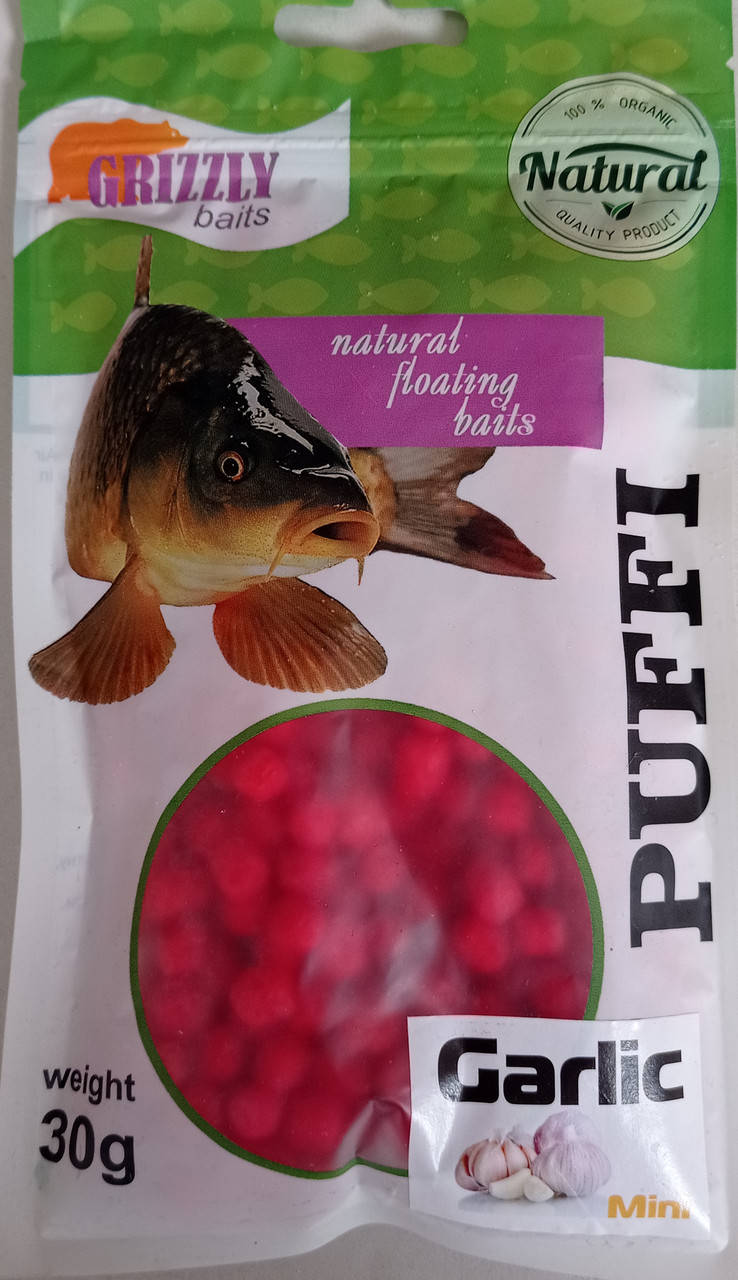 GRIZZLY
baits
100 % ORGANIC
Natural
QUALITY PRODUCT
natural
floating
baits
PUFFI
weight
30g
Garlic
Mini